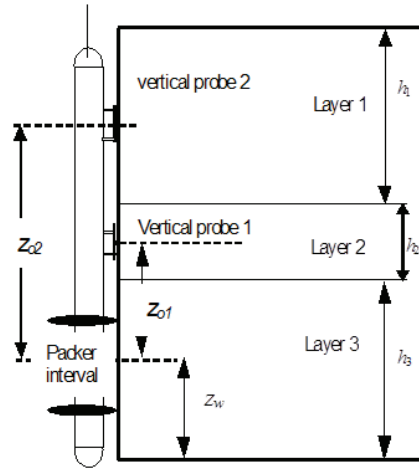 vertical probe 2
Layer 1
h1
zo2
Vertical probe 1
Layer 2
h2
zo1
Packer
interval
Layer 3
h3
zw